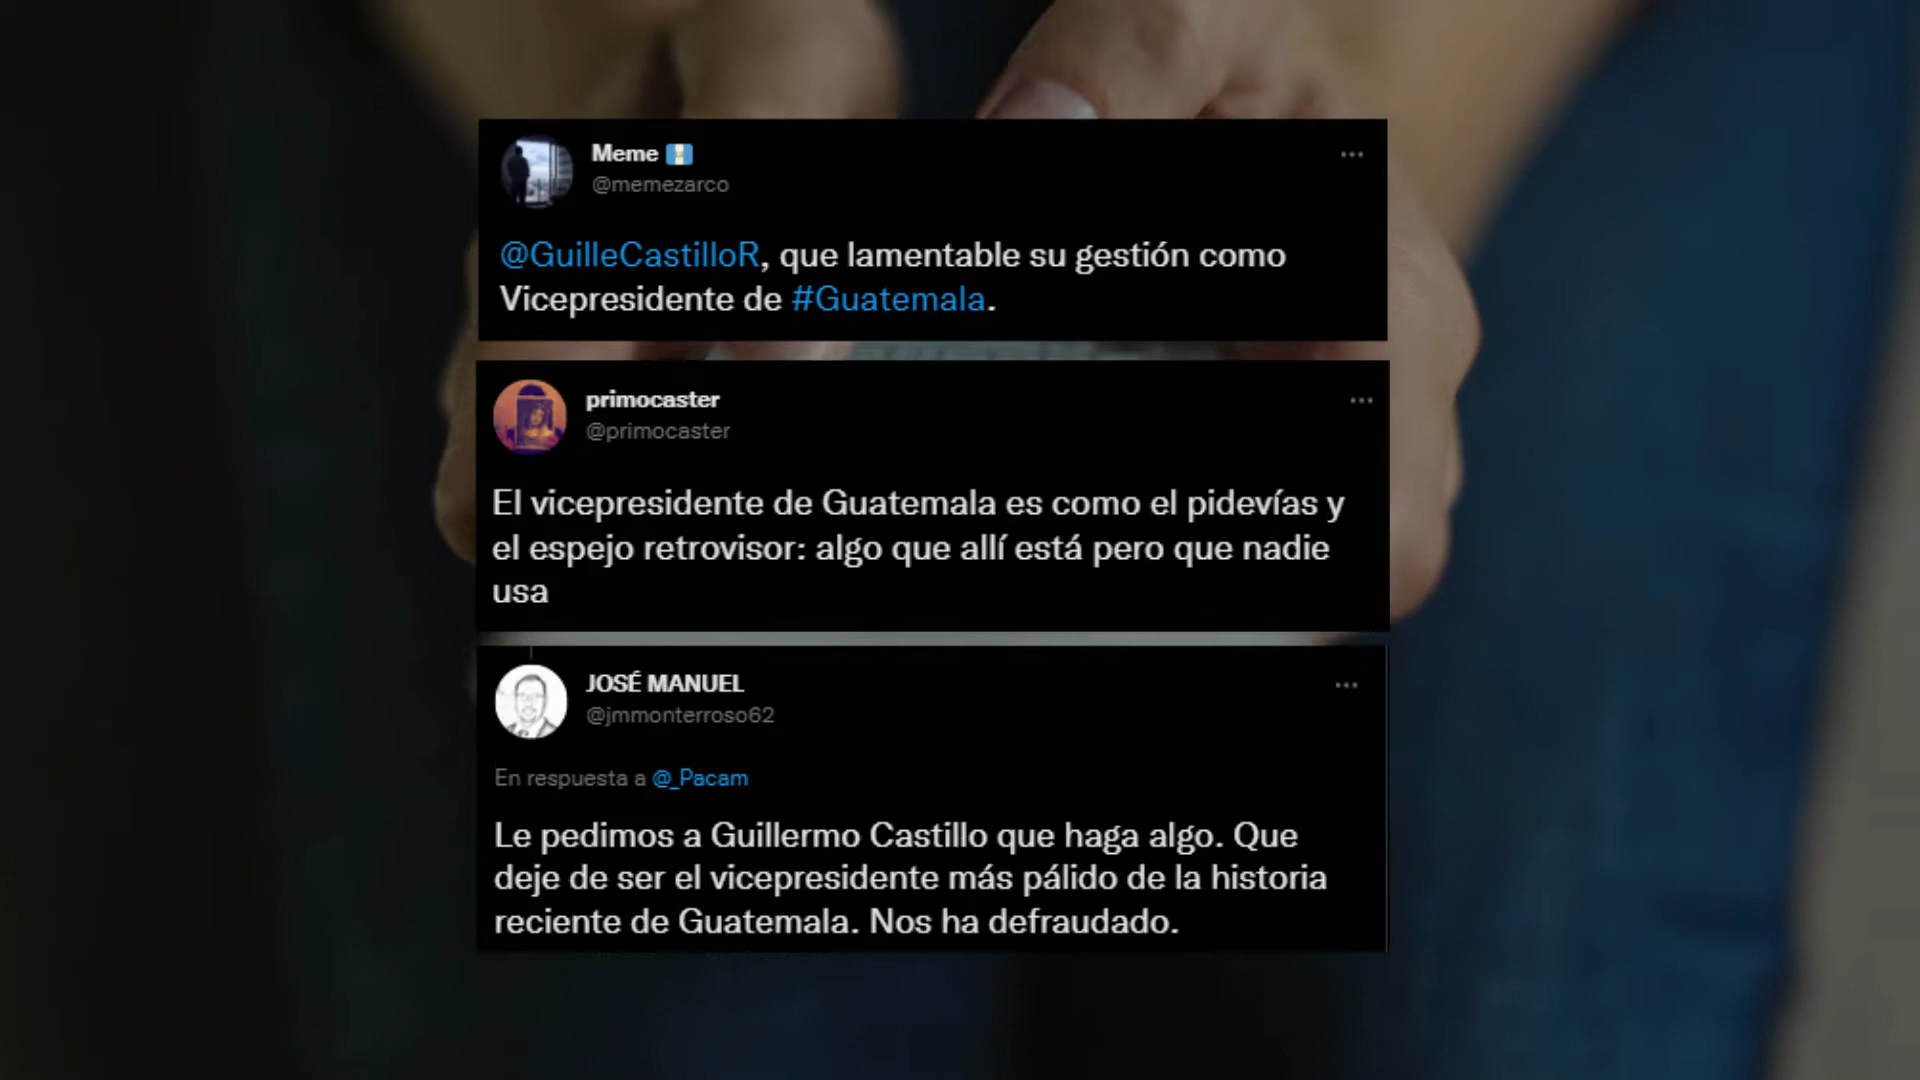 Meme 🇬🇹
@memezarco
@GuilleCastilloR, que lamentable su gestión como
Vicepresidente de #Guatemala.
primocaster
@primocaster
El vicepresidente de Guatemala es como el pidevías y
el espejo retrovisor: algo que allí está pero que nadie
usa
JOSÉ MANUEL
@jmmonterroso62
En respuesta a @_Pacam
Le pedimos a Guillermo Castillo que haga algo. Que
deje de ser el vicepresidente más pálido de la historia
reciente de Guatemala. Nos ha defraudado.